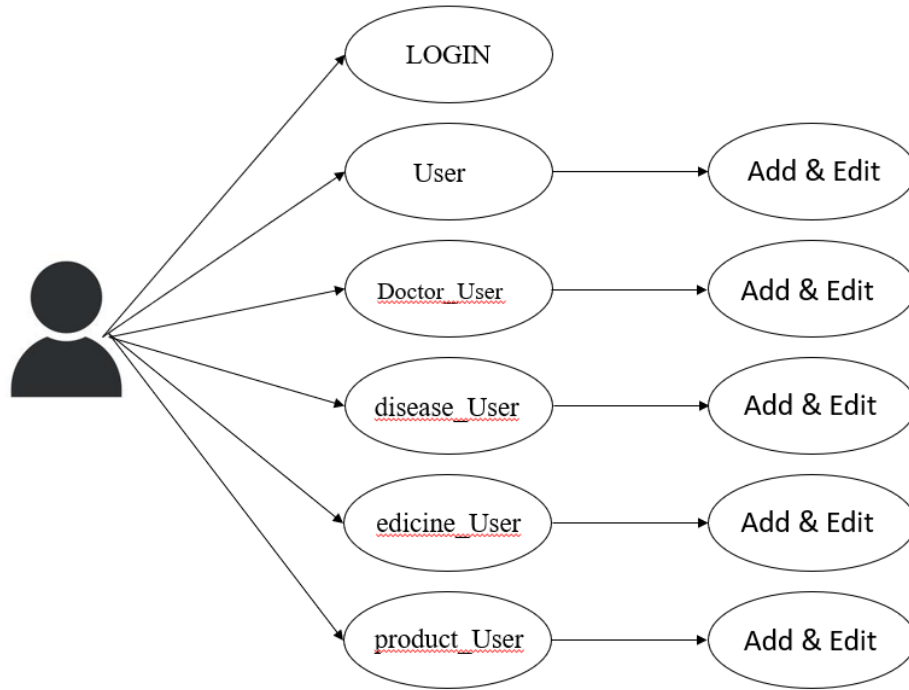 LOGIN
User
Add & Edit
Doctor_User
Add & Edit
disease_User
Add & Edit
edicine_User
Add & Edit
product_User
Add & Edit